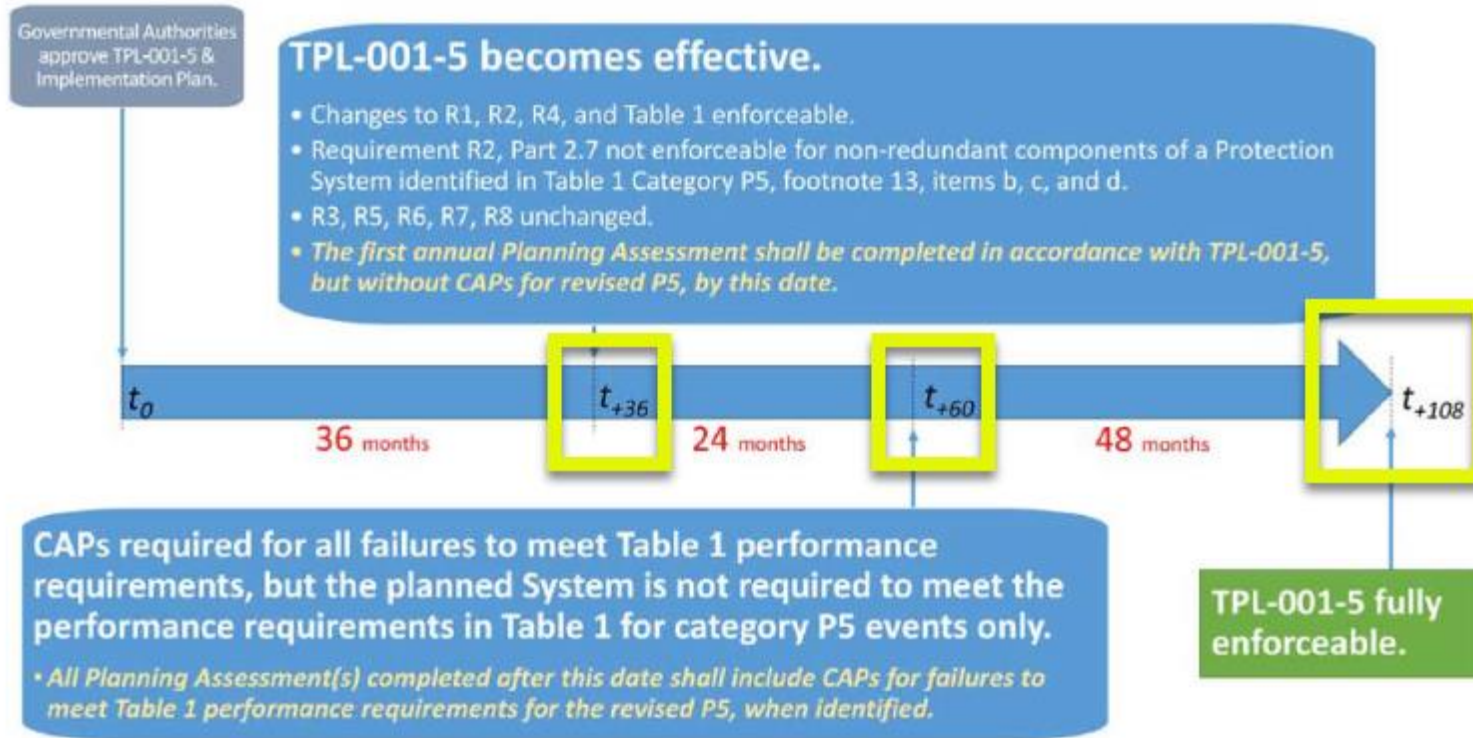 Governmental Authorities
approve TPL-001-5 &
Implementation Plan.
TPL-001-5 becomes effective.
• Changes to R1, R2, R4, and Table 1 enforceable.
• Requirement R2, Part 2.7 not enforceable for non-redundant components of a Protection
System identified in Table 1 Category P5, footnote 13, items b, c, and d.
• R3, R5, R6, R7, R8 unchanged.
• The first annual Planning Assessment shall be completed in accordance with TPL-001-5,
but without CAPs for revised P5, by this date.
t0
t+36
t+60
t+108
36 months
24 months
48 months
CAPs required for all failures to meet Table 1 performance
requirements, but the planned System is not required to meet the
performance requirements in Table 1 for category P5 events only.
• All Planning Assessment(s) completed after this date shall include CAPs for failures to
meet Table 1 performance requirements for the revised P5, when identified.
TPL-001-5 fully
enforceable.